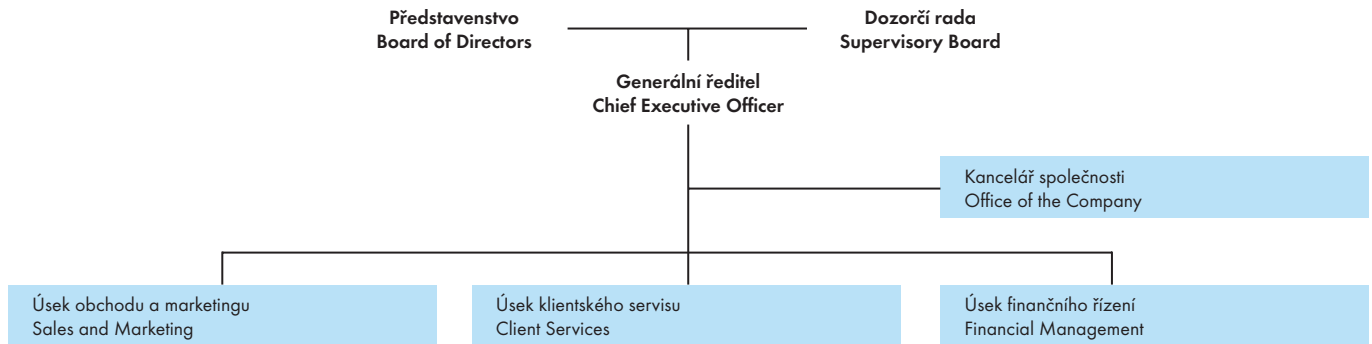 Představenstvo
Board of Directors
Dozorčí rada
Supervisory Board
Generální ředitel
Chief Executive Officer
Kancelář společnosti
Office of the Company
Úsek obchodu a marketingu
Sales and Marketing
Úsek klientského servisu
Client Services
Úsek finančního řízení
Financial Management